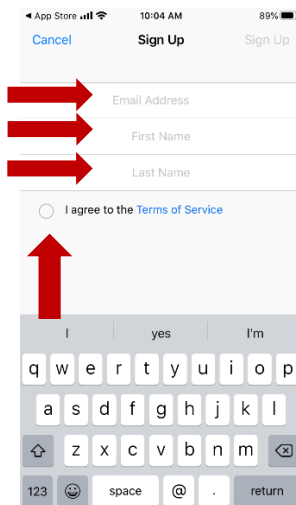 App Store 10:04 AM 89%
Cancel Sign Up Sign Up
Email Address
First Name
Last Name
I agree to the Terms of Service
I yes I'm
q w e r t y u i o p
a s d f g h j k l
z x c v b n m
123 space @ . return